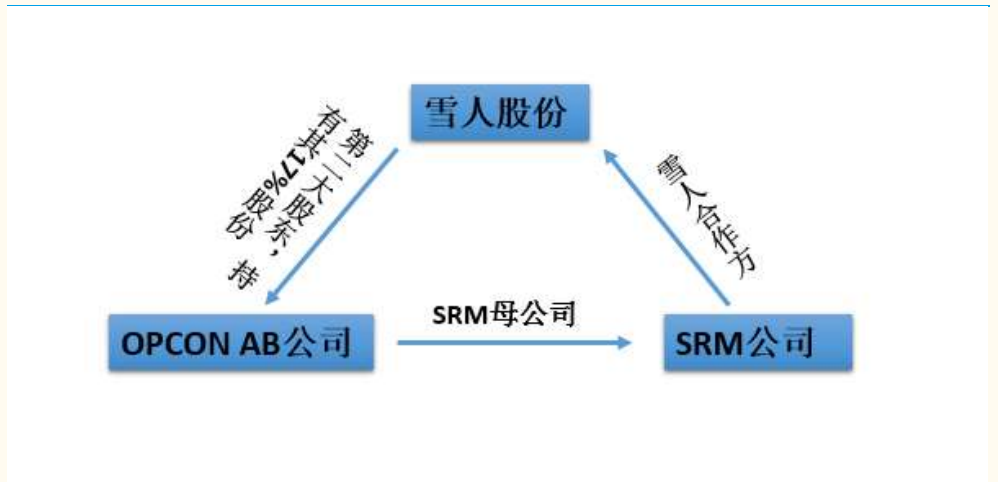 雪人股份
第二大股东，持
有其17%股份
雪人合作方
SRM母公司
OPCON AB公司
SRM公司